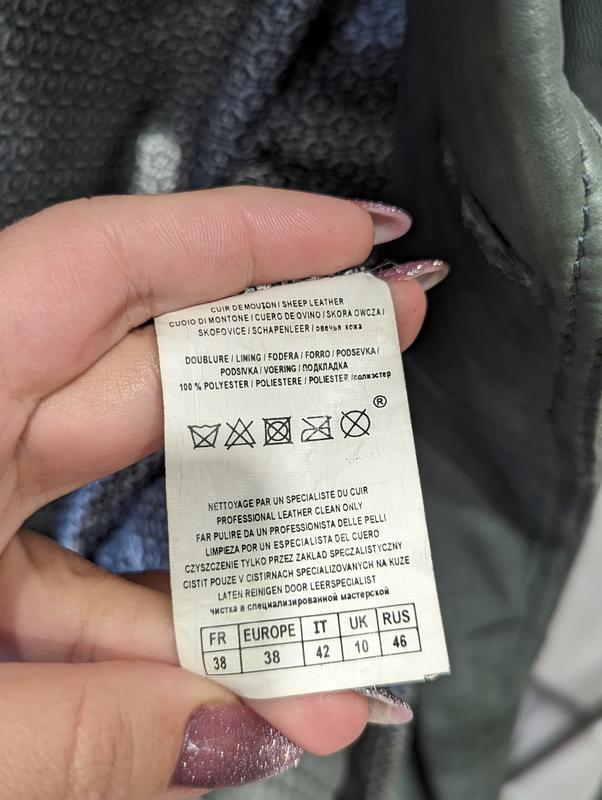 CUIR DE MOUTON / SHEEP LEATHER
CUOIO DI MONTONE / CUERO DE OVINO / SKORA OWCZA /
SKOFOVICE / SCHAPENLEER / овечья кожа
DOUBLURE / LINING / FODERA / FORRO / PODSEVKA /
PODSIVKA / VOERING / ПОДКЛАДКА
100 % POLYESTER / POLIESTERE / POLIESTER /полиэстер
®
NETTOYAGE PAR UN SPECIALISTE DU CUIR
PROFESSIONAL LEATHER CLEAN ONLY
FAR PULIRE DA UN PROFESSIONISTA DELLE PELLI
LIMPIEZA POR UN ESPECIALISTA DEL CUERO
CZYSZCZENIE TYLKO PRZEZ ZAKLAD SPECZALISTYCZNY
CISTIT POUZE V CISTIRNACH SPECIALIZOVANYCH NA KUZE
LATEN REINIGEN DOOR LEERSPECIALIST
чистка в специализированной мастерской
FR EUROPE IT UK RUS
38 38 42 10 46